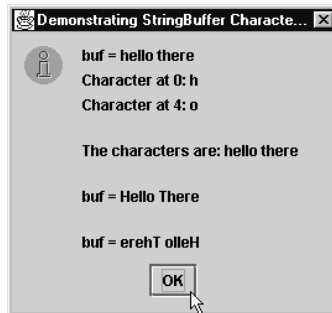 Demonstrating StringBuffer Characte...
buf = hello there
Character at 0: h
Character at 4: o
The characters are: hello there
buf = Hello There
buf = erehT olleH
OK